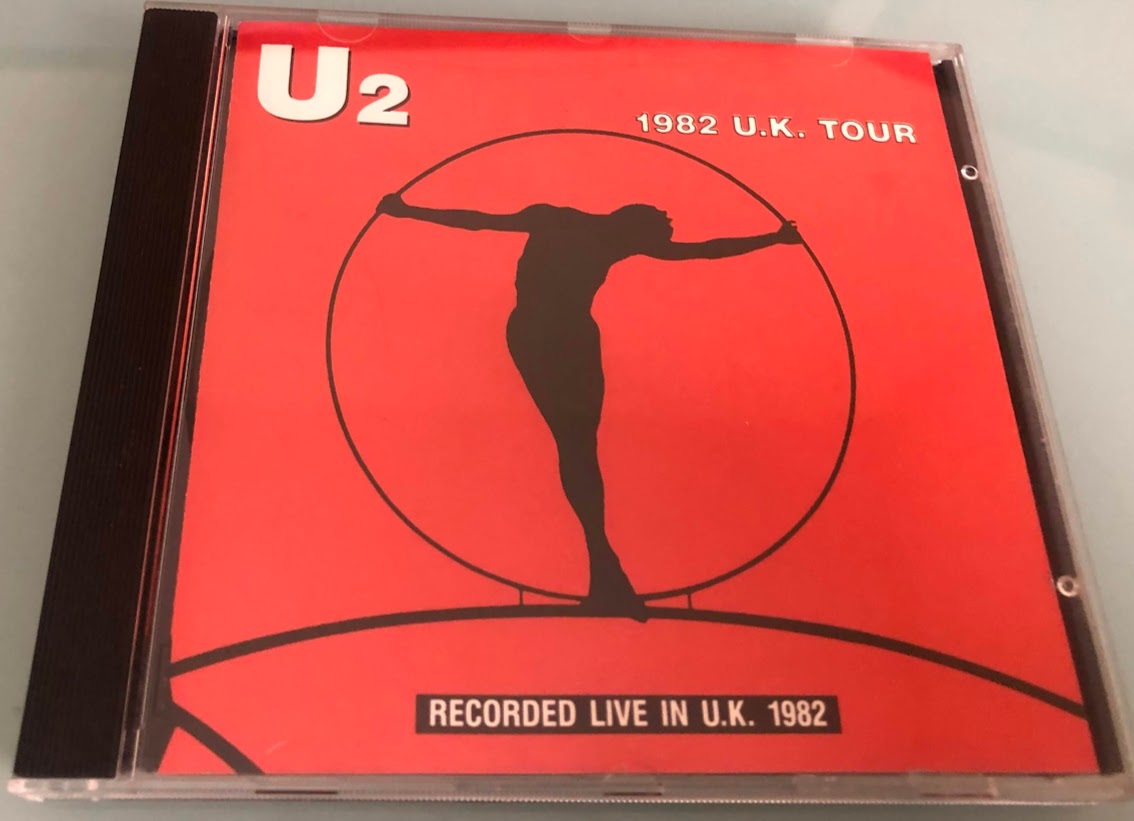 U2
1982 U.K. TOUR
RECORDED LIVE IN U.K. 1982